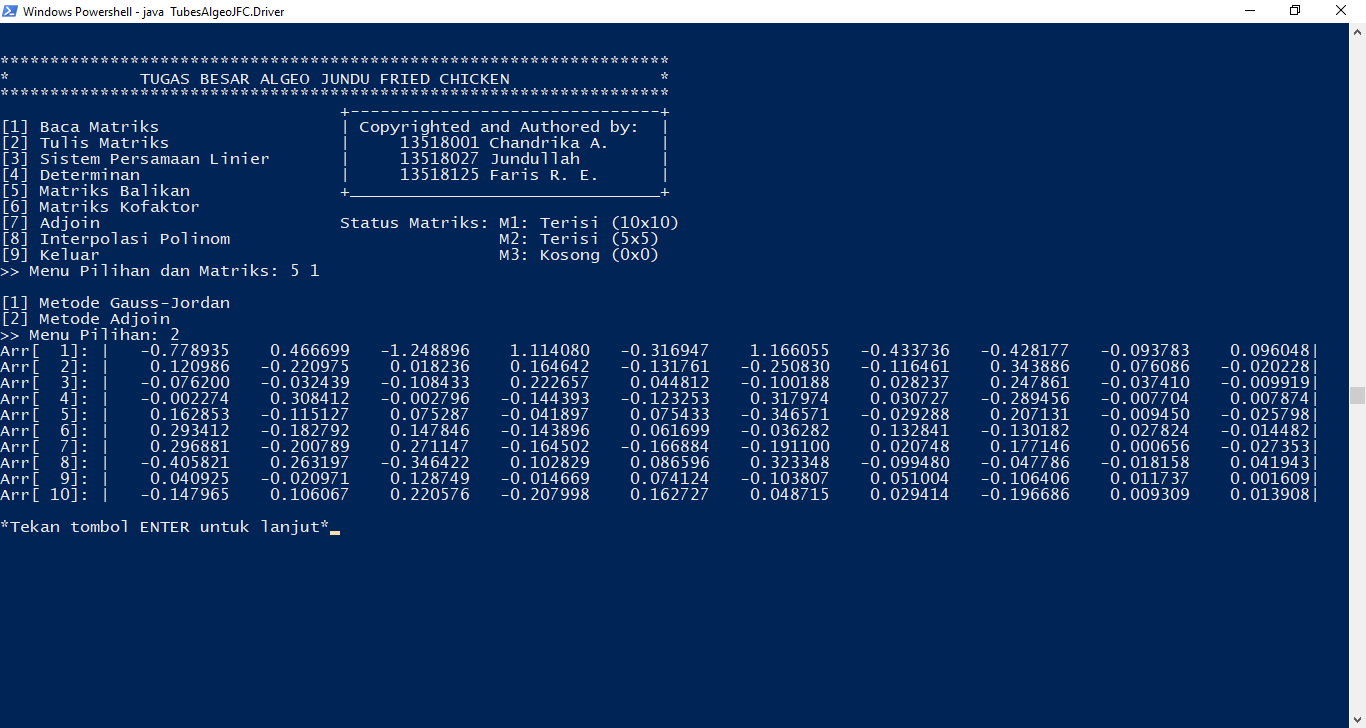 Windows Powershell - java TubesAlgeoJFC.Driver
*******************************************************************
* TUGAS BESAR ALGEO JUNDU FRIED CHICKEN *
*******************************************************************
+-------------------------------+
[1] Baca Matriks | Copyrighted and Authored by: |
[2] Tulis Matriks | 13518001 Chandrika A. |
[3] Sistem Persamaan Linier | 13518027 Jundullah |
[4] Determinan | 13518125 Faris R. E. |
[5] Matriks Balikan +_______________________________+
[6] Matriks Kofaktor
[7] Adjoin Status Matriks: M1: Terisi (10x10)
[8] Interpolasi Polinom M2: Terisi (5x5)
[9] Keluar M3: Kosong (0x0)
>> Menu Pilihan dan Matriks: 5 1
[1] Metode Gauss-Jordan
[2] Metode Adjoin
>> Menu Pilihan: 2
Arr[ 1]: | -0.778935 0.466699 -1.248896 1.114080 -0.316947 1.166055 -0.433736 -0.428177 -0.093783 0.096048|
Arr[ 2]: | 0.120986 -0.220975 0.018236 0.164642 -0.131761 -0.250830 -0.116461 0.343886 0.076086 -0.020228|
Arr[ 3]: | -0.076200 -0.032439 -0.108433 0.222657 0.044812 -0.100188 0.028237 0.247861 -0.037410 -0.009919|
Arr[ 4]: | -0.002274 0.308412 -0.002796 -0.144393 -0.123253 0.317974 0.030727 -0.289456 -0.007704 0.007874|
Arr[ 5]: | 0.162853 -0.115127 0.075287 -0.041897 0.075433 -0.346571 -0.029288 0.207131 -0.009450 -0.025798|
Arr[ 6]: | 0.293412 -0.182792 0.147846 -0.143896 0.061699 -0.036282 0.132841 -0.130182 0.027824 -0.014482|
Arr[ 7]: | 0.296881 -0.200789 0.271147 -0.164502 -0.166884 -0.191100 0.020748 0.177146 0.000656 -0.027353|
Arr[ 8]: | -0.405821 0.263197 -0.346422 0.102829 0.086596 0.323348 -0.099480 -0.047786 -0.018158 0.041943|
Arr[ 9]: | 0.040925 -0.020971 0.128749 -0.014669 0.074124 -0.103807 0.051004 -0.106406 0.011737 0.001609|
Arr[ 10]: | -0.147965 0.106067 0.220576 -0.207998 0.162727 0.048715 0.029414 -0.196686 0.009309 0.013908|
*Tekan tombol ENTER untuk lanjut*